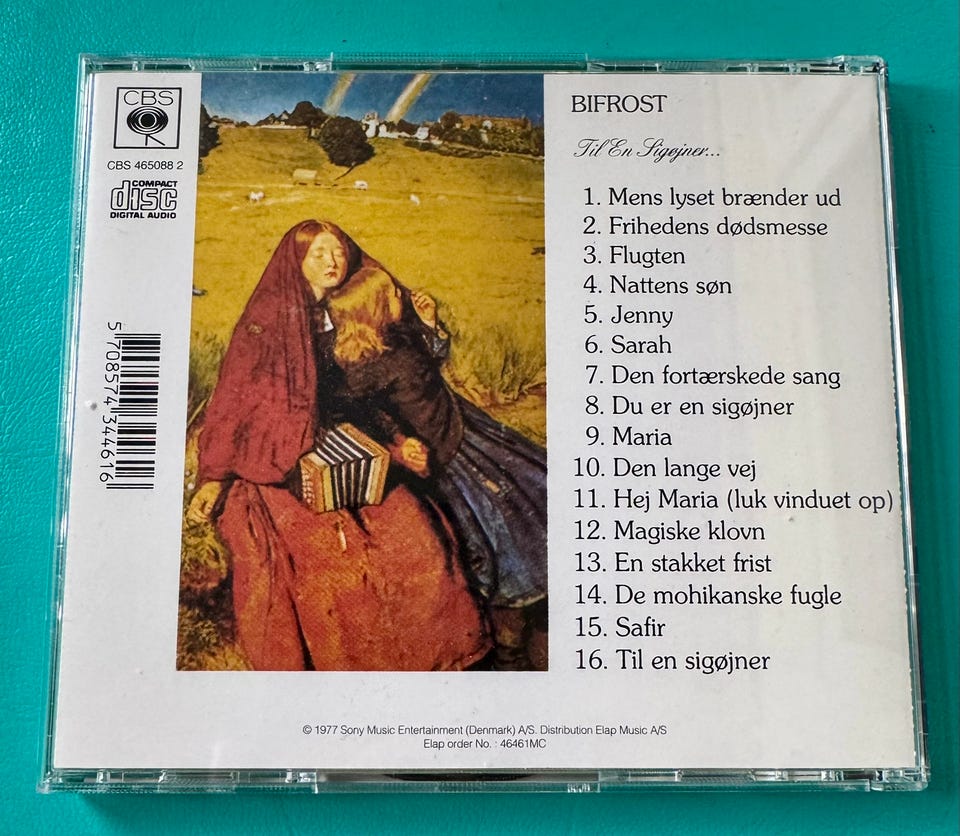 CBS
CBS 465088 2
COMPACT
disc
DIGITAL AUDIO
5 708574 344616
BIFROST
Til En Sigøjner...
1. Mens lyset brænder ud
2. Frihedens dødsmesse
3. Flugten
4. Nattens søn
5. Jenny
6. Sarah
7. Den fortærskede sang
8. Du er en sigøjner
9. Maria
10. Den lange vej
11. Hej Maria (luk vinduet op)
12. Magiske klovn
13. En stakket frist
14. De mohikanske fugle
15. Safir
16. Til en sigøjner
© 1977 Sony Music Entertainment (Denmark) A/S. Distribution Elap Music A/S
Elap order No. : 46461MC